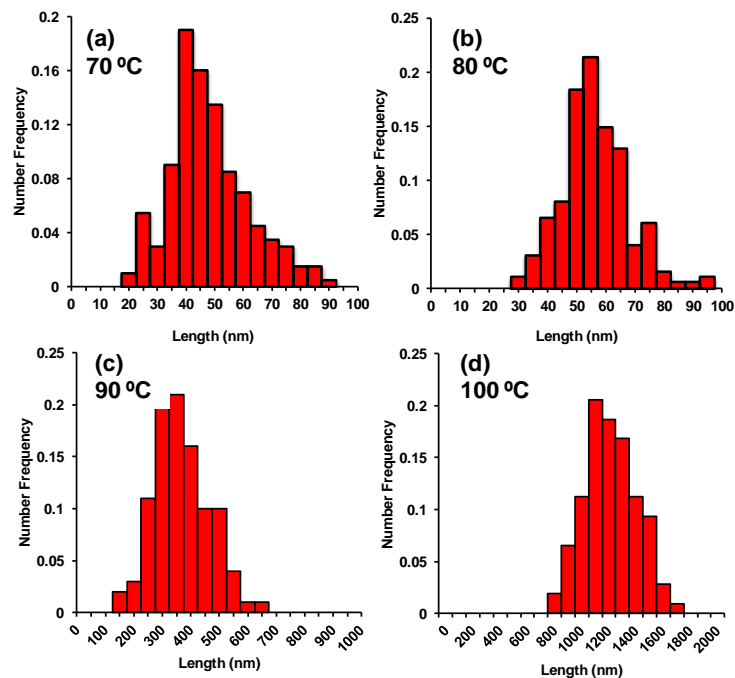 (a)
70 ºC
Number Frequency
0.2
0.16
0.12
0.08
0.04
0
0 10 20 30 40 50 60 70 80 90 100
Length (nm)
(b)
80 ºC
Number Frequency
0.25
0.2
0.15
0.1
0.05
0
0 10 20 30 40 50 60 70 80 90 100
Length (nm)
(c)
90 ºC
Number Frequency
0.25
0.2
0.15
0.1
0.05
0
0 100 200 300 400 500 600 700 800 900 1000
Length (nm)
(d)
100 ºC
Number Frequency
0.25
0.2
0.15
0.1
0.05
0
0 200 400 600 800 1000 1200 1400 1600 1800 2000
Length (nm)